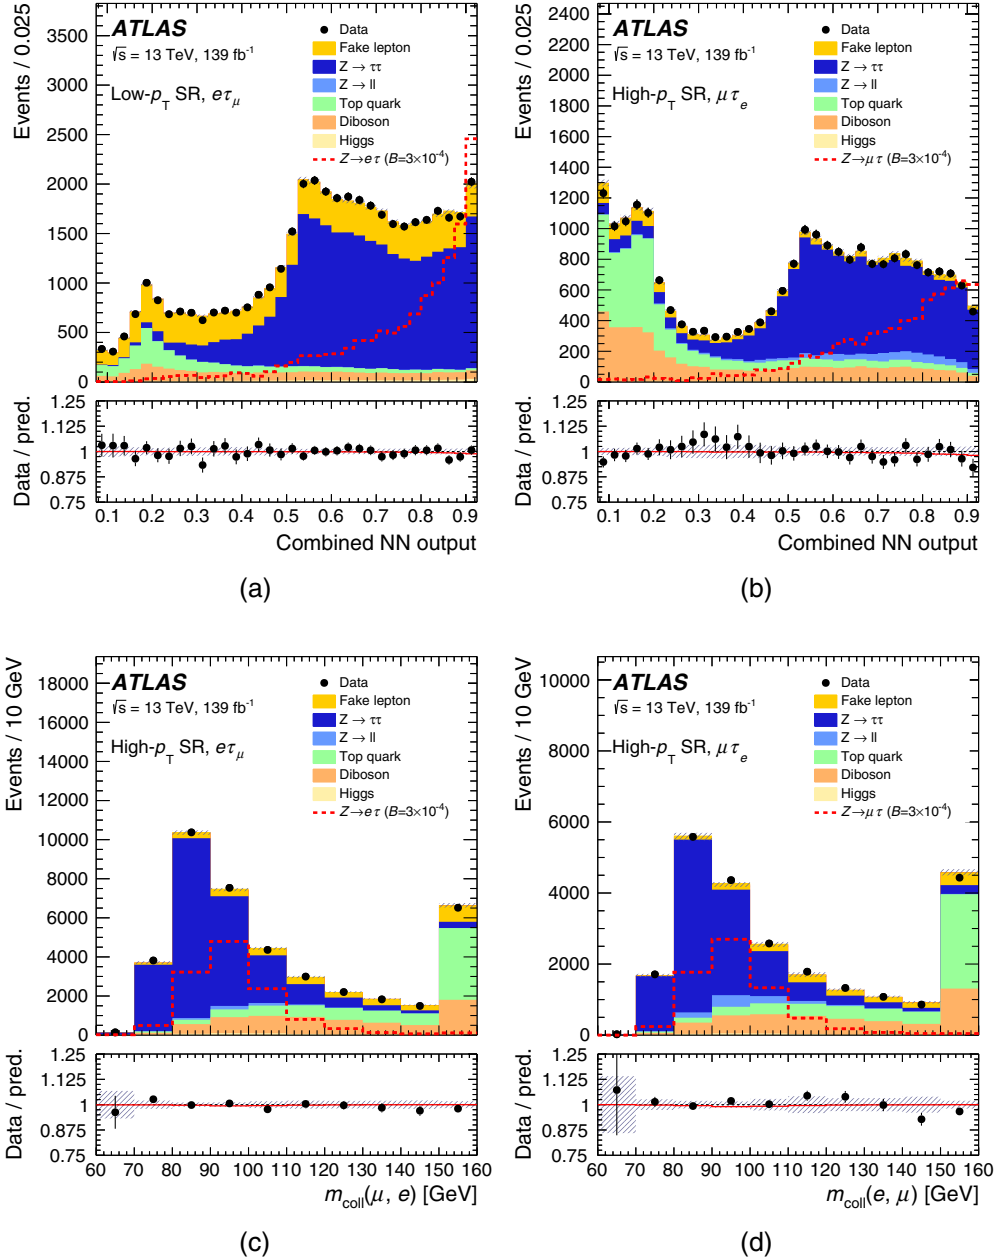 Events / 0.025
3500
3000
2500
2000
1500
1000
500
0
ATLAS
√s = 13 TeV, 139 fb⁻¹
Low-p_T SR, eτ_μ
Data
Fake lepton
Z → ττ
Z → ll
Top quark
Diboson
Higgs
Z→eτ (B=3×10⁻⁴)
Data / pred.
1.25
1.125
1
0.875
0.75
0.1 0.2 0.3 0.4 0.5 0.6 0.7 0.8 0.9
Combined NN output
(a)
Events / 0.025
2400
2200
2000
1800
1600
1400
1200
1000
800
600
400
200
0
ATLAS
√s = 13 TeV, 139 fb⁻¹
High-p_T SR, μτ_e
Data
Fake lepton
Z → ττ
Z → ll
Top quark
Diboson
Higgs
Z→μτ (B=3×10⁻⁴)
Data / pred.
1.25
1.125
1
0.875
0.75
0.1 0.2 0.3 0.4 0.5 0.6 0.7 0.8 0.9
Combined NN output
(b)
Events / 10 GeV
18000
16000
14000
12000
10000
8000
6000
4000
2000
0
ATLAS
√s = 13 TeV, 139 fb⁻¹
High-p_T SR, eτ_μ
Data
Fake lepton
Z → ττ
Z → ll
Top quark
Diboson
Higgs
Z→eτ (B=3×10⁻⁴)
Data / pred.
1.25
1.125
1
0.875
0.75
60 70 80 90 100 110 120 130 140 150 160
m_coll(μ, e) [GeV]
(c)
Events / 10 GeV
10000
8000
6000
4000
2000
0
ATLAS
√s = 13 TeV, 139 fb⁻¹
High-p_T SR, μτ_e
Data
Fake lepton
Z → ττ
Z → ll
Top quark
Diboson
Higgs
Z→μτ (B=3×10⁻⁴)
Data / pred.
1.25
1.125
1
0.875
0.75
60 70 80 90 100 110 120 130 140 150 160
m_coll(e, μ) [GeV]
(d)